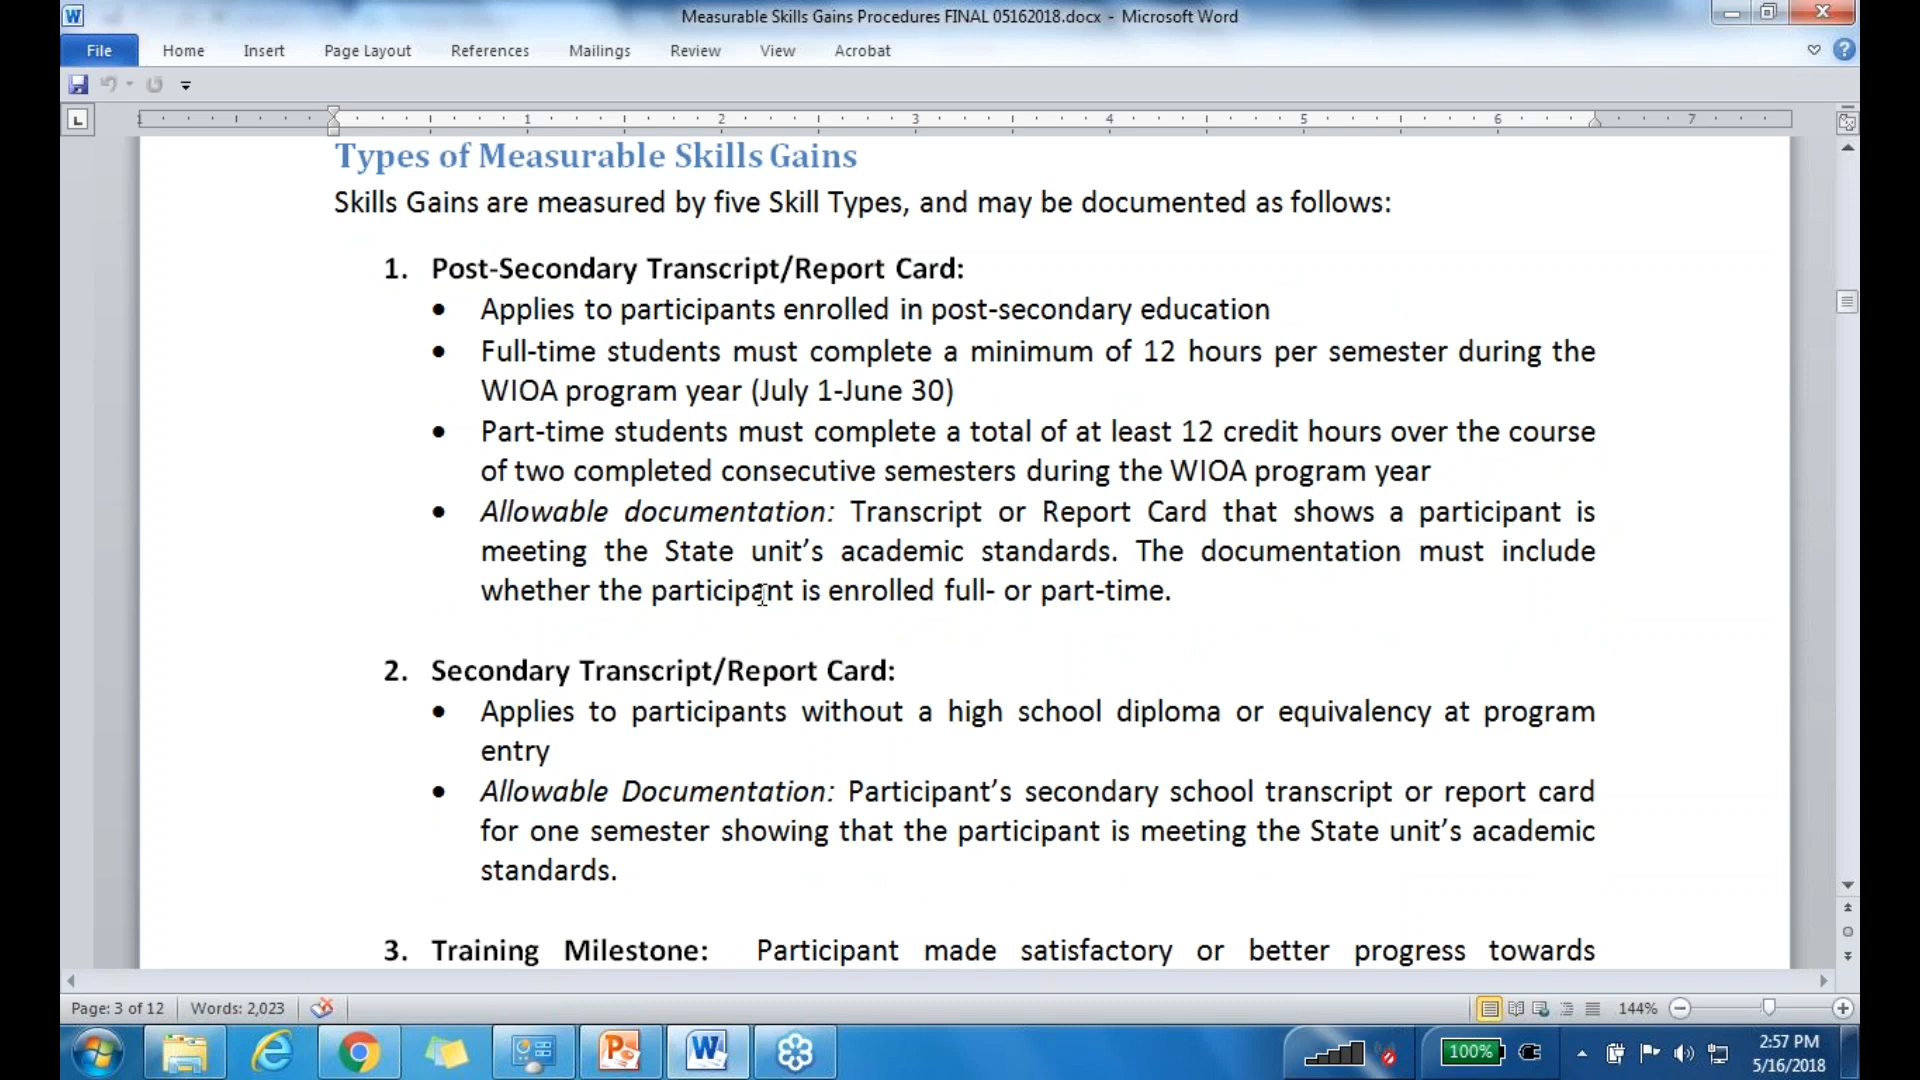 Measurable Skills Gains Procedures FINAL 05162018.docx - Microsoft Word
File Home Insert Page Layout References Mailings Review View Acrobat
1 1 2 3 4 5 6 7
Types of Measurable Skills Gains
Skills Gains are measured by five Skill Types, and may be documented as follows:
1. Post-Secondary Transcript/Report Card:
• Applies to participants enrolled in post-secondary education
• Full-time students must complete a minimum of 12 hours per semester during the
WIOA program year (July 1-June 30)
• Part-time students must complete a total of at least 12 credit hours over the course
of two completed consecutive semesters during the WIOA program year
• Allowable documentation: Transcript or Report Card that shows a participant is
meeting the State unit’s academic standards. The documentation must include
whether the participant is enrolled full- or part-time.
2. Secondary Transcript/Report Card:
• Applies to participants without a high school diploma or equivalency at program
entry
• Allowable Documentation: Participant’s secondary school transcript or report card
for one semester showing that the participant is meeting the State unit’s academic
standards.
3. Training Milestone: Participant made satisfactory or better progress towards
Page: 3 of 12 Words: 2,023 144%
100% 2:57 PM
5/16/2018